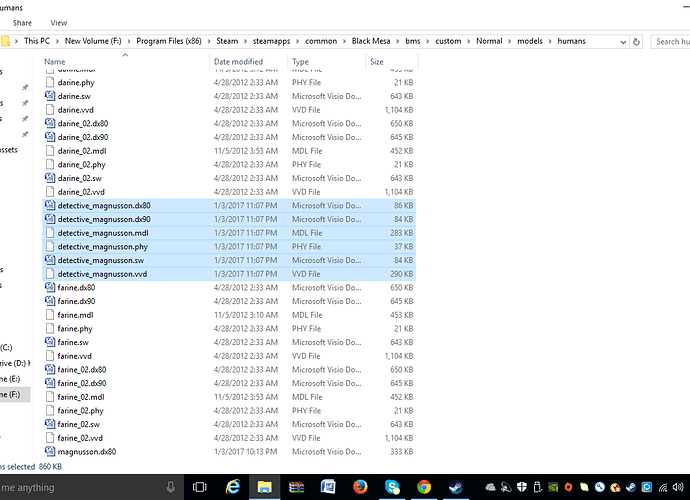 umans
Share View
This PC New Volume (F:) Program Files (x86) Steam steamapps common Black Mesa bms custom Normal models humans Search hu
Name Date modified Type Size
darine.phy 4/28/2012 2:33 AM PHY File 21 KB
darine.sw 4/28/2012 2:33 AM Microsoft Visio Do... 643 KB
darine.vvd 4/28/2012 2:33 AM VVD File 1,104 KB
darine_02.dx80 4/28/2012 2:33 AM Microsoft Visio Do... 650 KB
darine_02.dx90 4/28/2012 2:33 AM Microsoft Visio Do... 645 KB
darine_02.mdl 11/5/2012 3:53 AM MDL File 452 KB
darine_02.phy 4/28/2012 2:33 AM PHY File 21 KB
darine_02.sw 4/28/2012 2:33 AM Microsoft Visio Do... 643 KB
darine_02.vvd 4/28/2012 2:33 AM VVD File 1,104 KB
detective_magnusson.dx80 1/3/2017 11:07 PM Microsoft Visio Do... 86 KB
detective_magnusson.dx90 1/3/2017 11:07 PM Microsoft Visio Do... 84 KB
detective_magnusson.mdl 1/3/2017 11:07 PM MDL File 283 KB
detective_magnusson.phy 1/3/2017 11:07 PM PHY File 37 KB
detective_magnusson.sw 1/3/2017 11:07 PM Microsoft Visio Do... 84 KB
detective_magnusson.vvd 1/3/2017 11:07 PM VVD File 290 KB
farine.dx80 4/28/2012 2:33 AM Microsoft Visio Do... 650 KB
farine.dx90 4/28/2012 2:33 AM Microsoft Visio Do... 645 KB
farine.mdl 11/5/2012 3:10 AM MDL File 453 KB
farine.phy 4/28/2012 2:33 AM PHY File 21 KB
farine.sw 4/28/2012 2:33 AM Microsoft Visio Do... 643 KB
farine.vvd 4/28/2012 2:33 AM VVD File 1,104 KB
farine_02.dx80 4/28/2012 2:33 AM Microsoft Visio Do... 650 KB
farine_02.dx90 4/28/2012 2:33 AM Microsoft Visio Do... 645 KB
farine_02.mdl 11/5/2012 3:53 AM MDL File 452 KB
farine_02.phy 4/28/2012 2:33 AM PHY File 21 KB
farine_02.sw 4/28/2012 2:33 AM Microsoft Visio Do... 643 KB
farine_02.vvd 4/28/2012 2:33 AM VVD File 1,104 KB
magnusson.dx80 1/3/2017 10:13 PM Microsoft Visio Do... 333 KB
ssets
(C:)
rive (D:) H
ne (E:)
ne (F:)
ns selected 860 KB
me anything